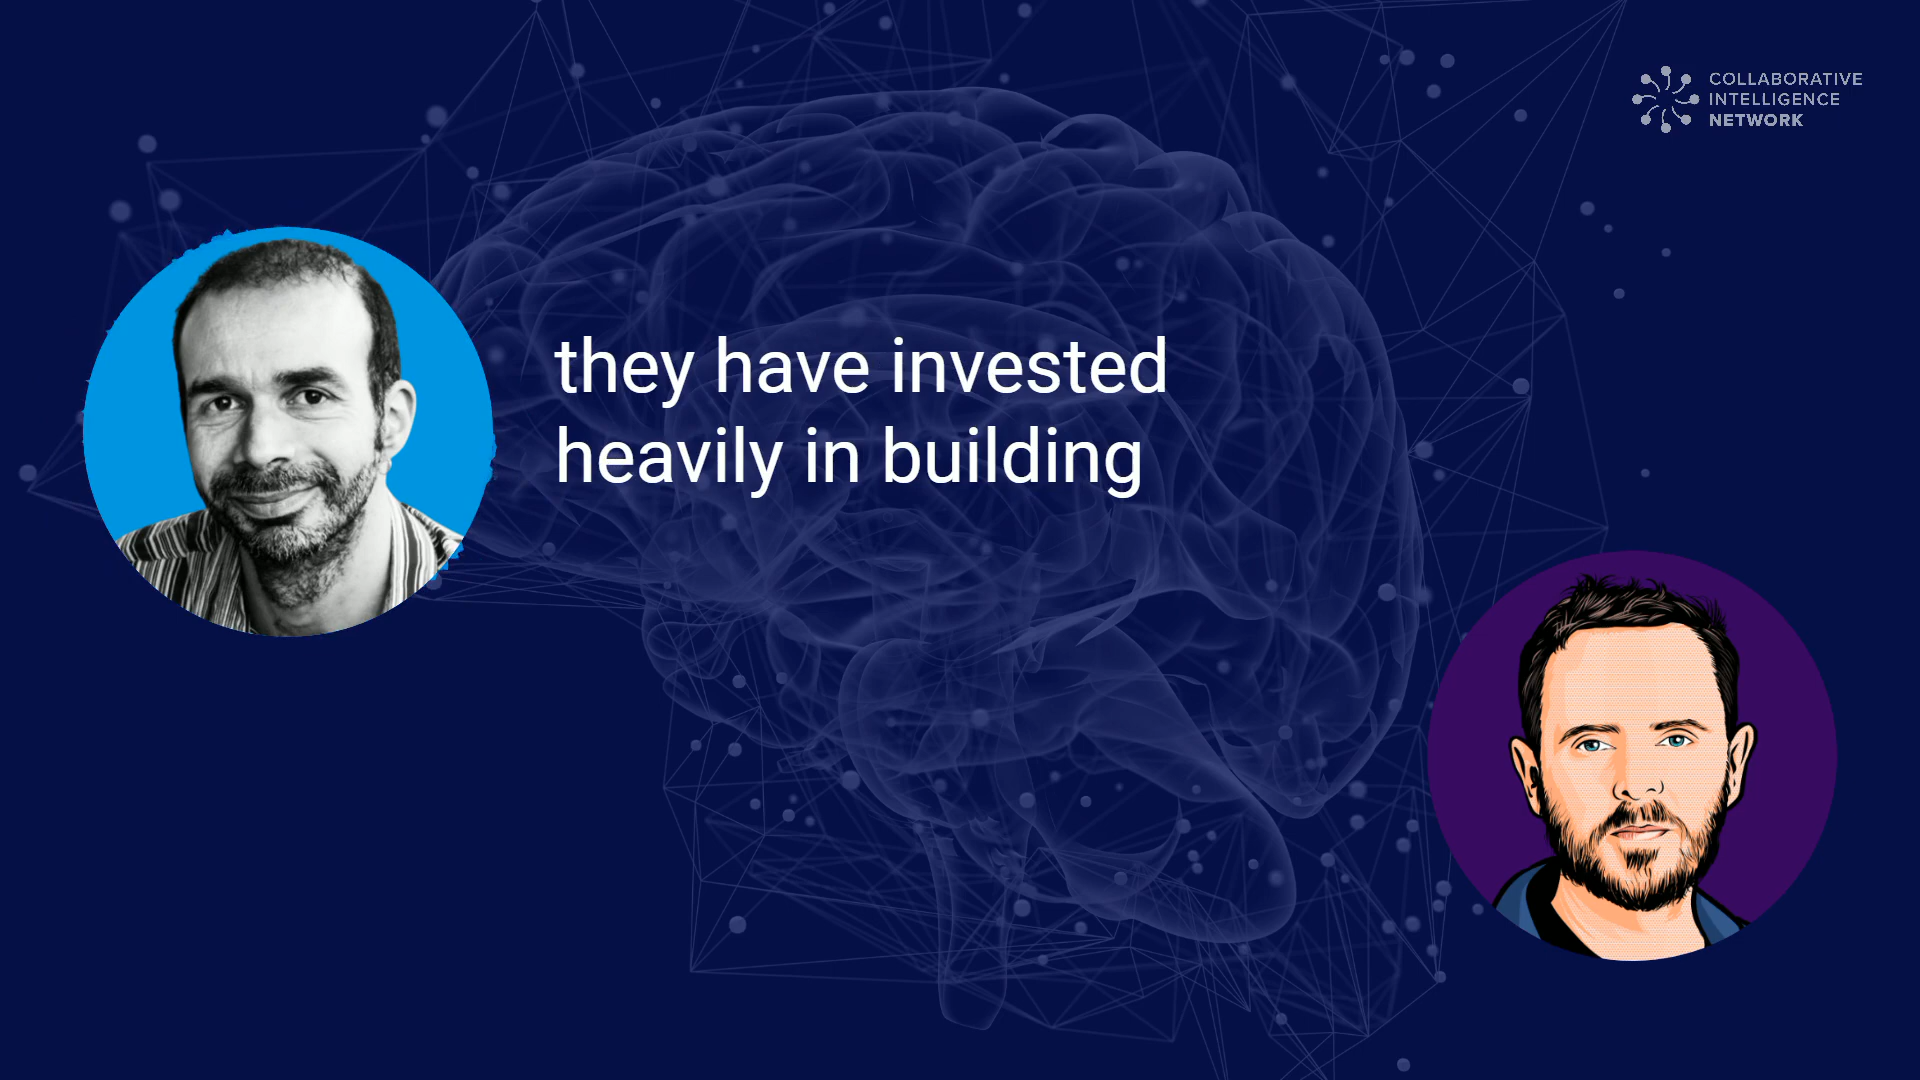 COLLABORATIVE
INTELLIGENCE
NETWORK
they have invested
heavily in building